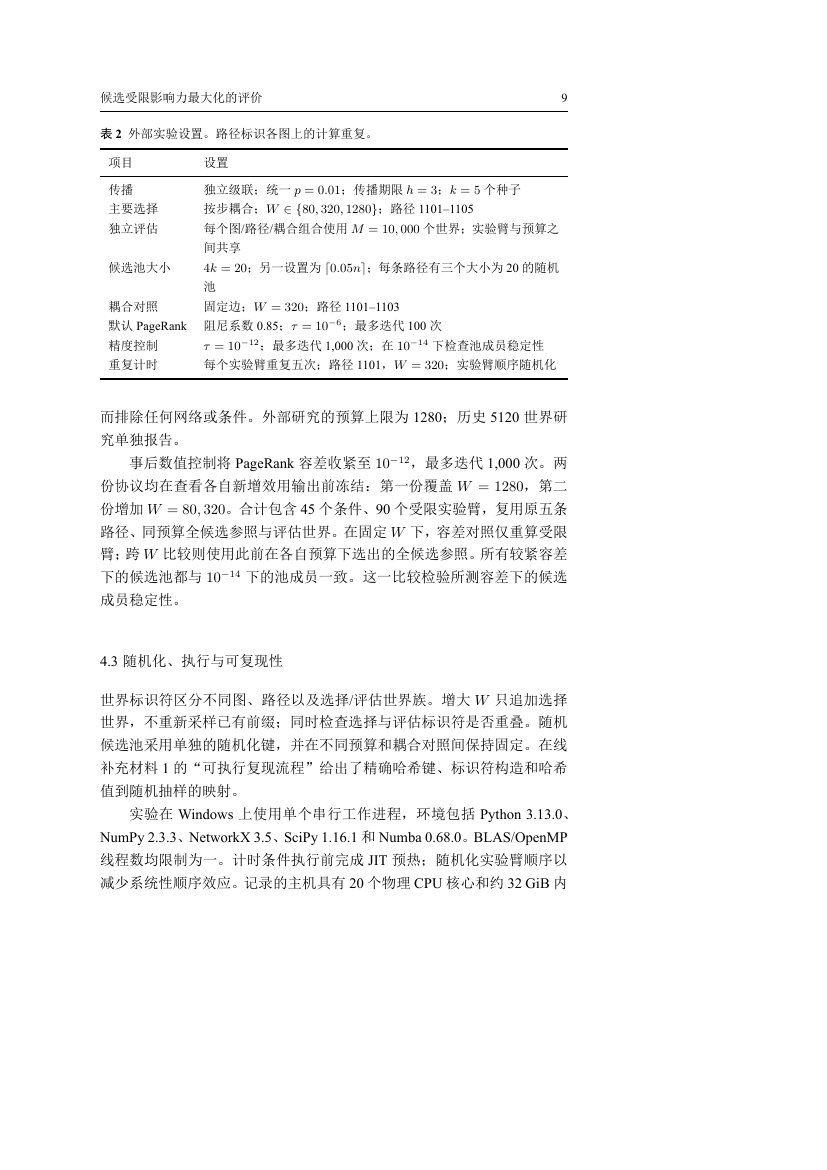 候选受限影响力最大化的评价 9
表 2 外部实验设置。路径标识各图上的计算重复。
项目 设置
传播 独立级联；统一 p = 0.01；传播期限 h = 3；k = 5 个种子
主要选择 按步耦合；W ∈ {80, 320, 1280}；路径 1101–1105
独立评估 每个图/路径/耦合组合使用 M = 10, 000 个世界；实验臂与预算之
间共享
候选池大小 4k = 20；另一设置为 ⌈0.05n⌉；每条路径有三个大小为 20 的随机
池
耦合对照 固定边；W = 320；路径 1101–1103
默认 PageRank 阻尼系数 0.85；τ = 10⁻⁶；最多迭代 100 次
精度控制 τ = 10⁻¹²；最多迭代 1,000 次；在 10⁻¹⁴ 下检查池成员稳定性
重复计时 每个实验臂重复五次；路径 1101，W = 320；实验臂顺序随机化
而排除任何网络或条件。外部研究的预算上限为 1280；历史 5120 世界研
究单独报告。
事后数值控制将 PageRank 容差收紧至 10⁻¹²，最多迭代 1,000 次。两
份协议均在查看各自新增效用输出前冻结：第一份覆盖 W = 1280，第二
份增加 W = 80, 320。合计包含 45 个条件、90 个受限实验臂，复用原五条
路径、同预算全候选参照与评估世界。在固定 W 下，容差对照仅重算受限
臂；跨 W 比较则使用此前在各自预算下选出的全候选参照。所有较紧容差
下的候选池都与 10⁻¹⁴ 下的池成员一致。这一比较检验所测容差下的候选
成员稳定性。
4.3 随机化、执行与可复现性
世界标识符区分不同图、路径以及选择/评估世界族。增大 W 只追加选择
世界，不重新采样已有前缀；同时检查选择与评估标识符是否重叠。随机
候选池采用单独的随机化键，并在不同预算和耦合对照间保持固定。在线
补充材料 1 的“可执行复现流程”给出了精确哈希键、标识符构造和哈希
值到随机抽样的映射。
实验在 Windows 上使用单个串行工作进程，环境包括 Python 3.13.0、
NumPy 2.3.3、NetworkX 3.5、SciPy 1.16.1 和 Numba 0.68.0。BLAS/OpenMP
线程数均限制为一。计时条件执行前完成 JIT 预热；随机化实验臂顺序以
减少系统性顺序效应。记录的主机具有 20 个物理 CPU 核心和约 32 GiB 内